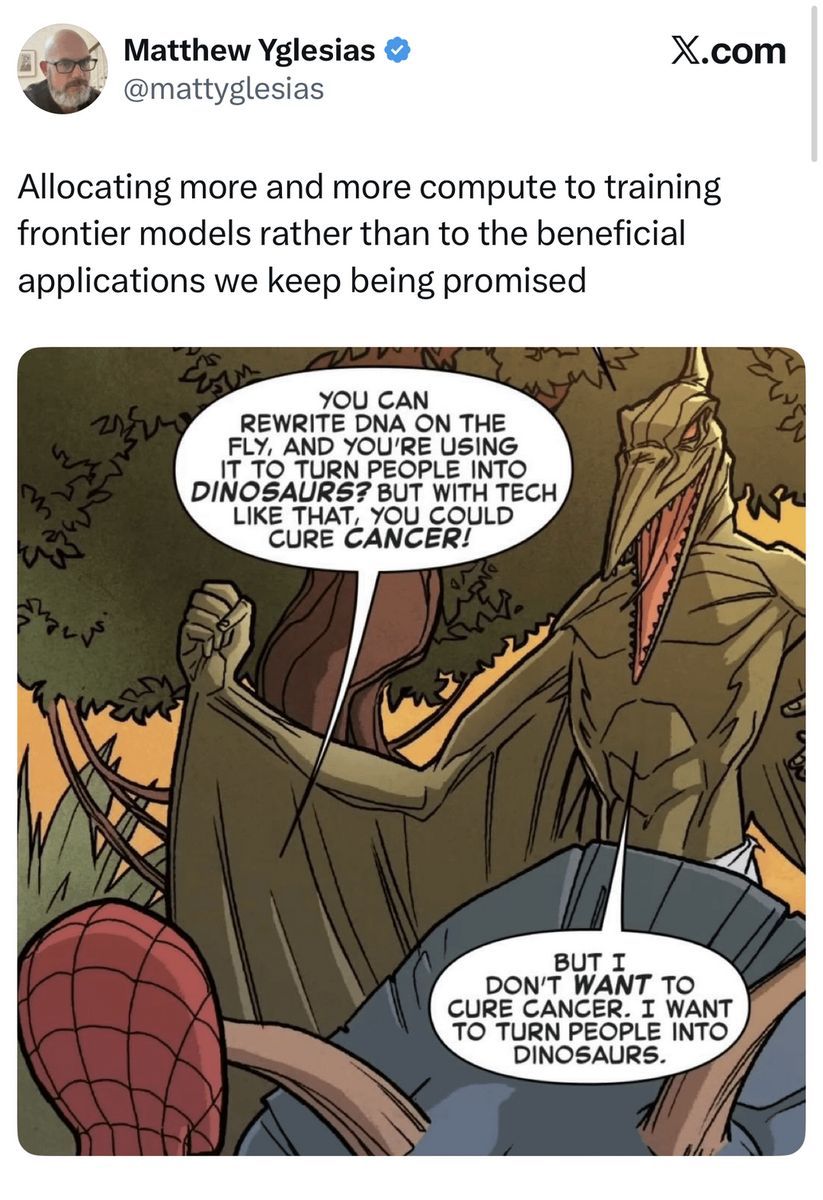 Matthew Yglesias
X.com
@mattyglesias
Allocating more and more compute to training
frontier models rather than to the beneficial
applications we keep being promised
YOU CAN
REWRITE DNA ON THE
FLY, AND YOU'RE USING
IT TO TURN PEOPLE INTO
DINOSAURS? BUT WITH TECH
LIKE THAT, YOU COULD
CURE CANCER!
BUT I
DON'T WANT TO
CURE CANCER. I WANT
TO TURN PEOPLE INTO
DINOSAURS.